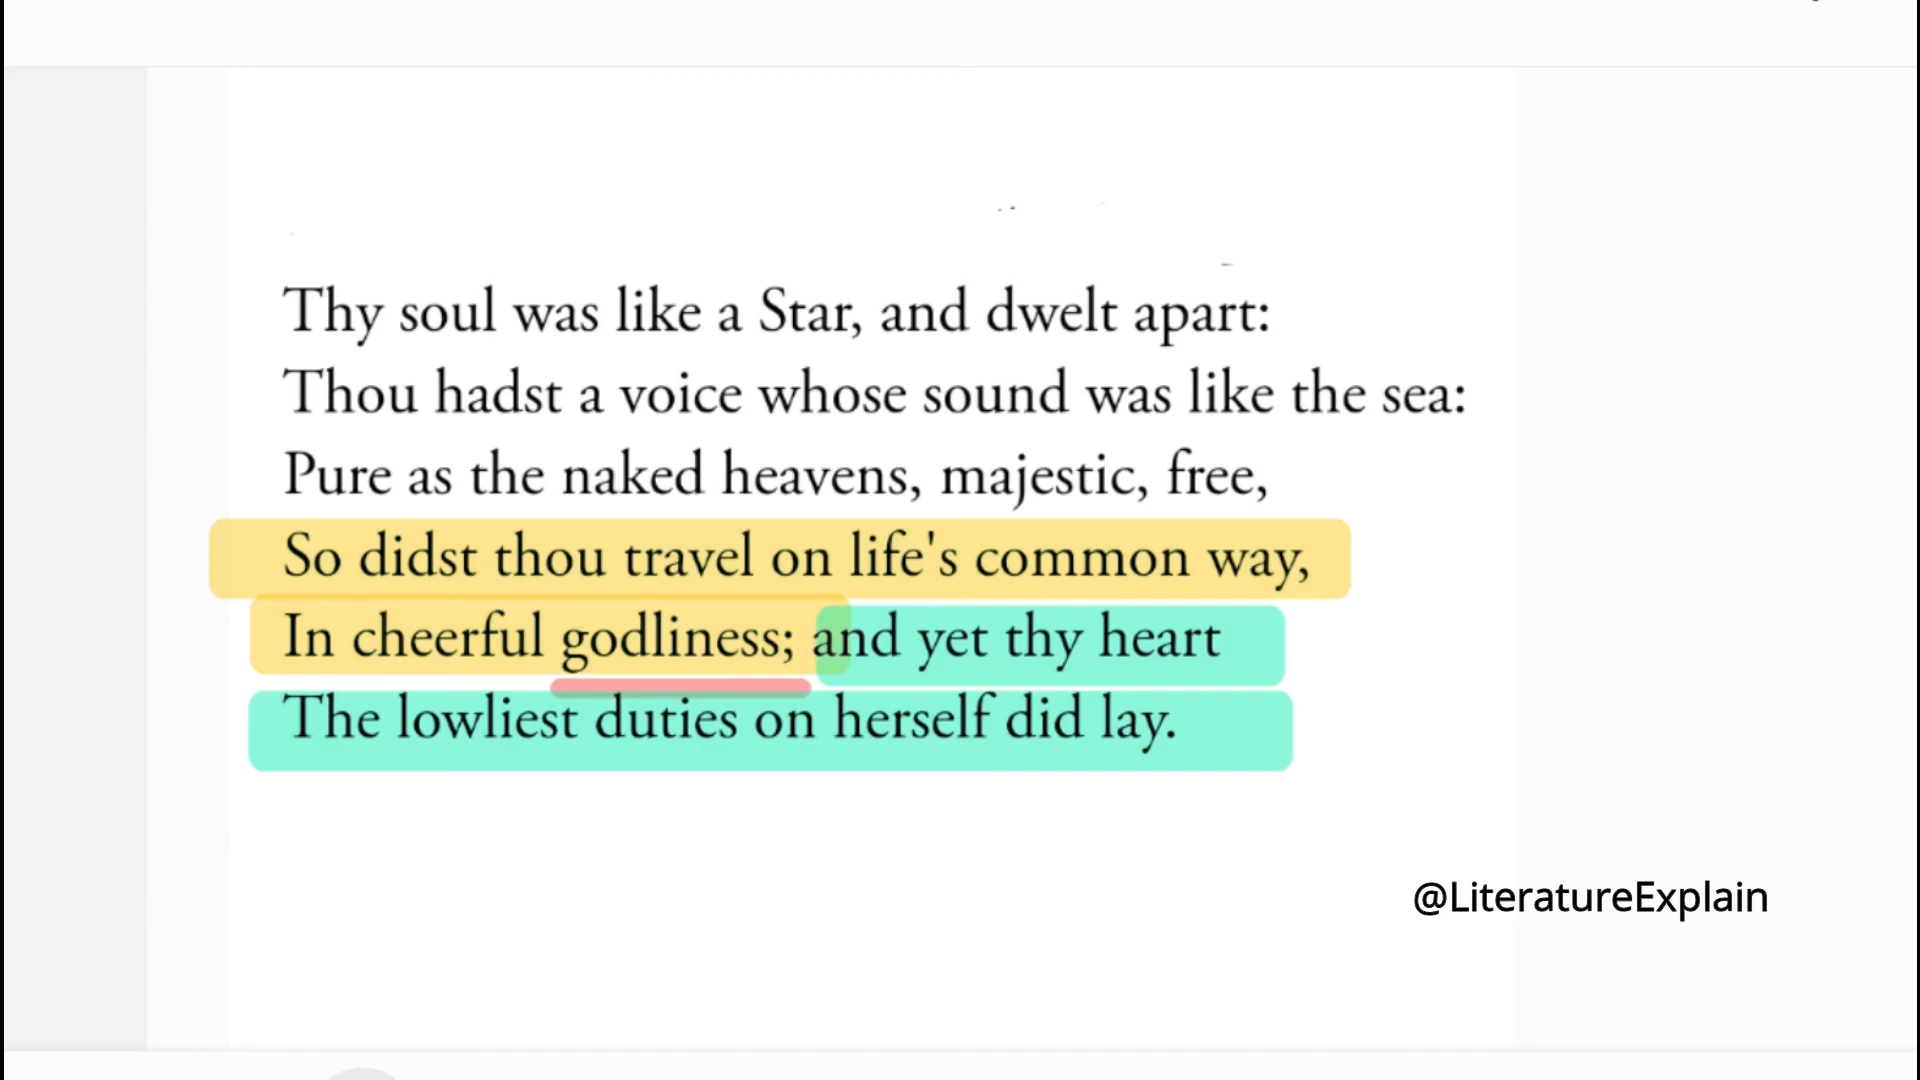 Thy soul was like a Star, and dwelt apart:
Thou hadst a voice whose sound was like the sea:
Pure as the naked heavens, majestic, free,
So didst thou travel on life's common way,
In cheerful godliness; and yet thy heart
The lowliest duties on herself did lay.
@LiteratureExplain